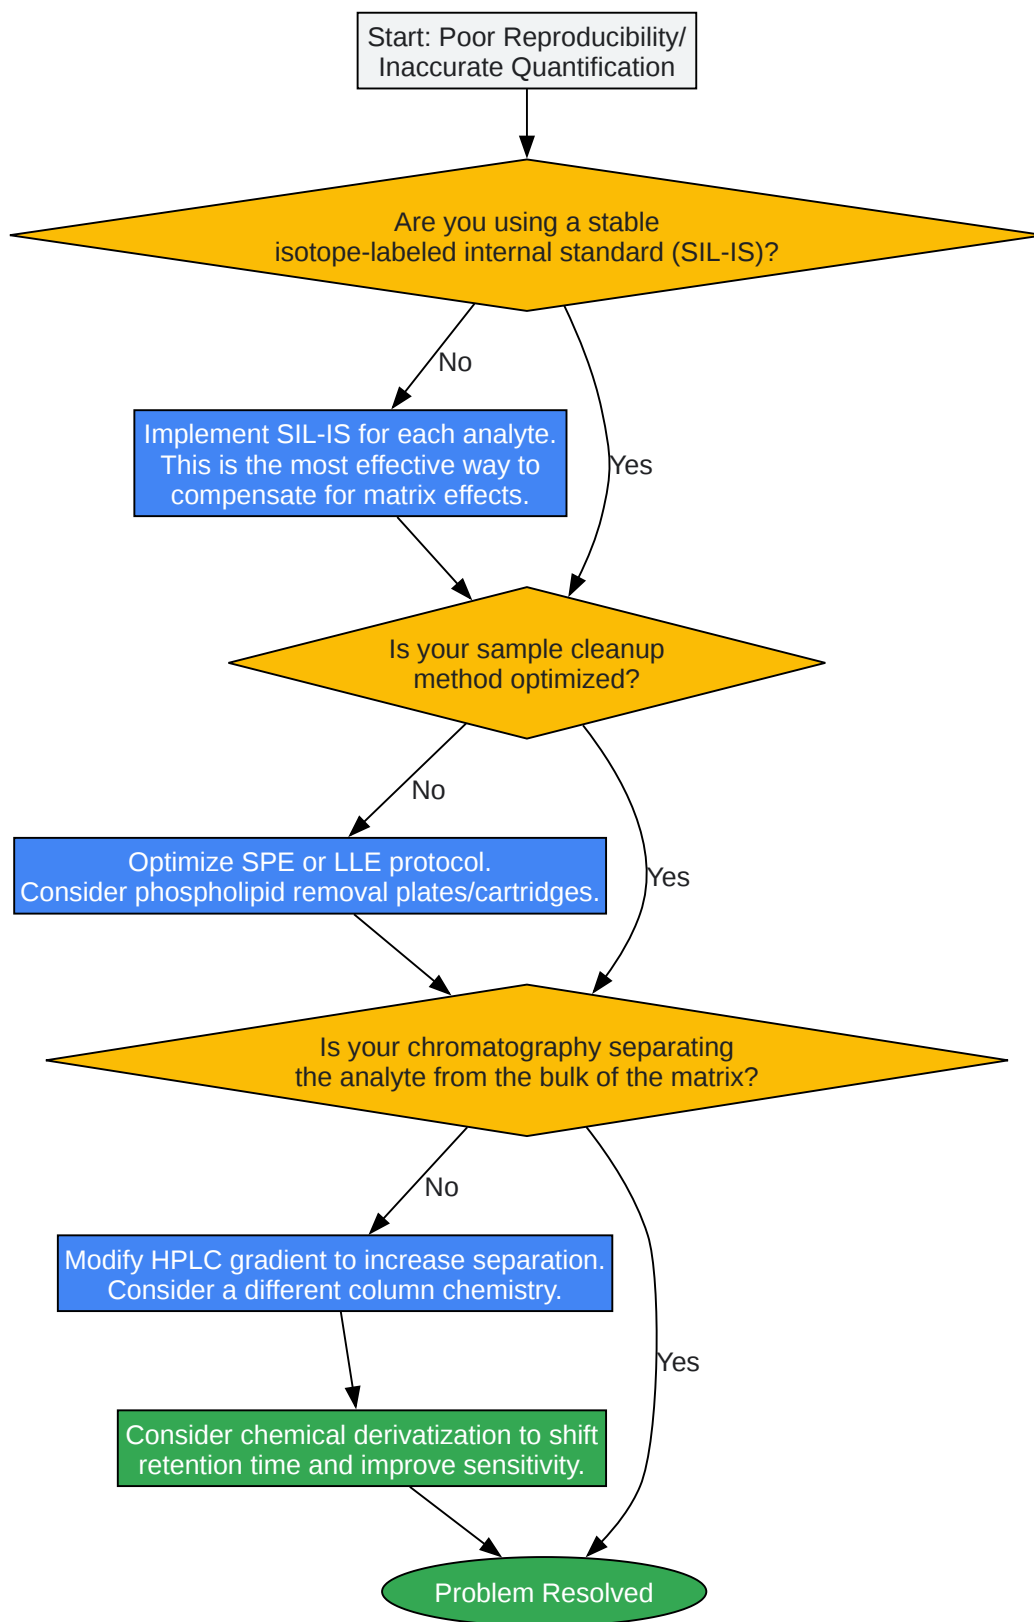 Start: Poor Reproducibility/
Inaccurate Quantification
Are you using a stable
isotope-labeled internal standard (SIL-IS)?
No
Implement SIL-IS for each analyte.
This is the most effective way to
compensate for matrix effects.
Yes
Is your sample cleanup
method optimized?
No
Optimize SPE or LLE protocol.
Consider phospholipid removal plates/cartridges.
Yes
Is your chromatography separating
the analyte from the bulk of the matrix?
No
Modify HPLC gradient to increase separation.
Consider a different column chemistry.
Yes
Consider chemical derivatization to shift
retention time and improve sensitivity.
Problem Resolved